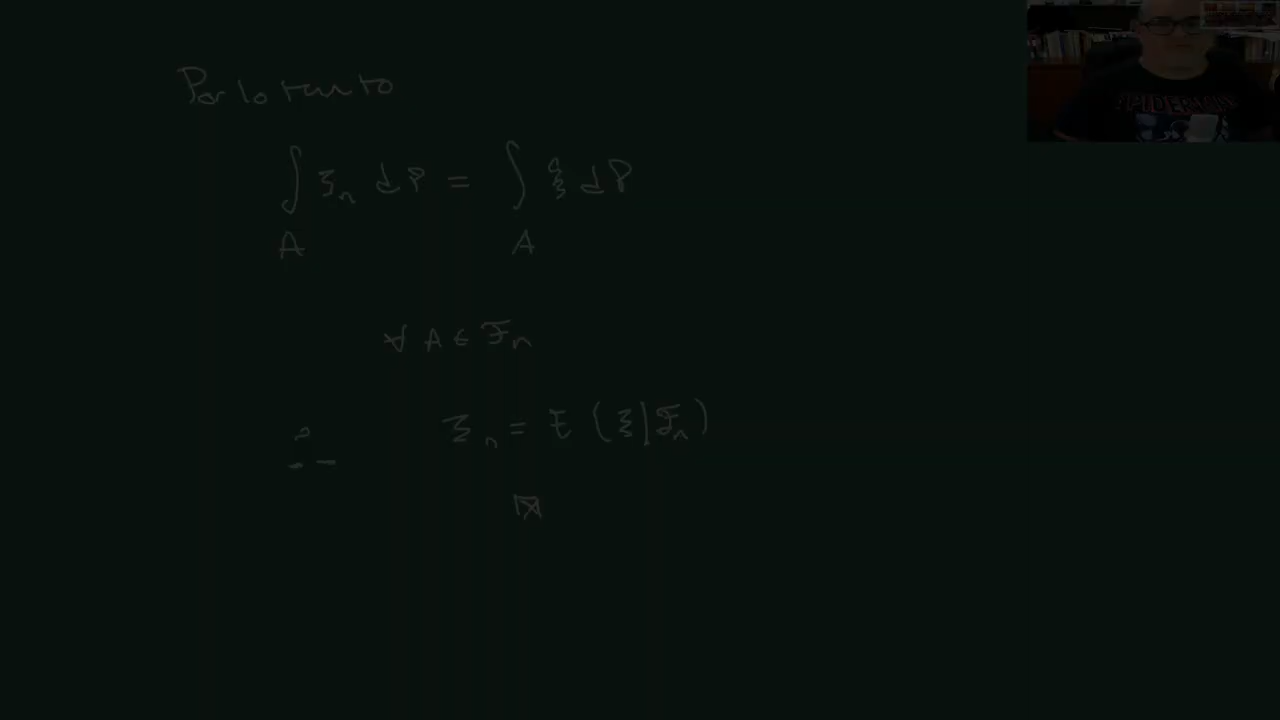 Por lo tanto
∫_A ξ_n dP = ∫_A ξ dP
∀ A ∈ ℱ_n
∴ ξ_n = E (ξ|ℱ_n)